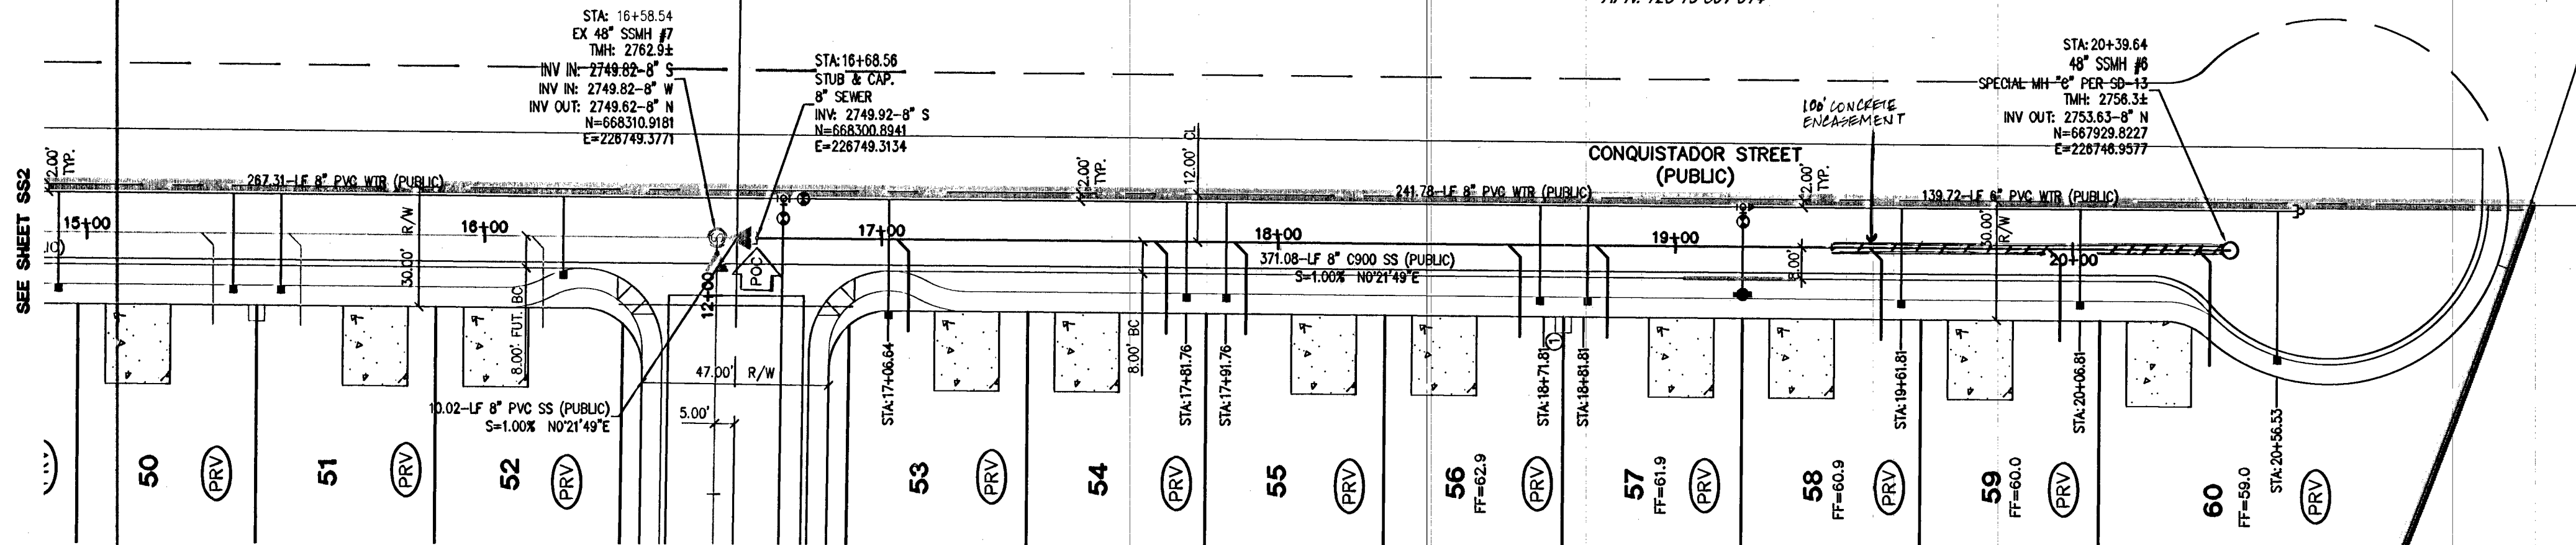 STA: 16+58.54
EX 48" SSMH #7
TMH: 2762.9±
INV IN: 2749.82-8" S
INV IN: 2749.82-8" W
INV OUT: 2749.62-8" N
N=668310.9181
E=226749.3771
STA:16+68.56
STUB & CAP.
8" SEWER
INV: 2749.92-8" S
N=668300.8941
E=226749.3134
100' CONCRETE
ENCASEMENT
STA:20+39.64
48" SSMH #6
SPECIAL MH "C" PER SD-13
TMH: 2756.3±
INV OUT: 2753.63-8" N
N=667929.8227
E=226746.9577
CONQUISTADOR STREET
(PUBLIC)
SEE SHEET SS2
2.00'
TYP.
267.31-LF 8" PVC WTR (PUBLIC)
2.00'
TYP.
12.00' CL
241.78-LF 8" PVC WTR (PUBLIC)
2.00'
TYP.
139.72-LF 6" PVC WTR (PUBLIC)
15+00
30.00' R/W
16+00
17+00
18+00
19+00
20+00
30.00'
R/W
371.08-LF 8" C900 SS (PUBLIC)
S=1.00% N0°21'49"E
12+00
POC
8.00' FUT. BC
8.00' BC
8.00'
47.00' R/W
5.00'
10.02-LF 8" PVC SS (PUBLIC)
S=1.00% N0°21'49"E
STA:17+06.64
STA:17+81.76
STA:17+91.76
STA:18+71.81
1
STA:18+81.81
STA:19+61.81
STA:20+06.81
STA:20+56.53
PRV
50
PRV
51
PRV
52
PRV
53
PRV
54
PRV
55
PRV
56
FF=62.9
PRV
57
FF=61.9
PRV
58
FF=60.9
PRV
59
FF=60.0
PRV
60
FF=59.0
PRV